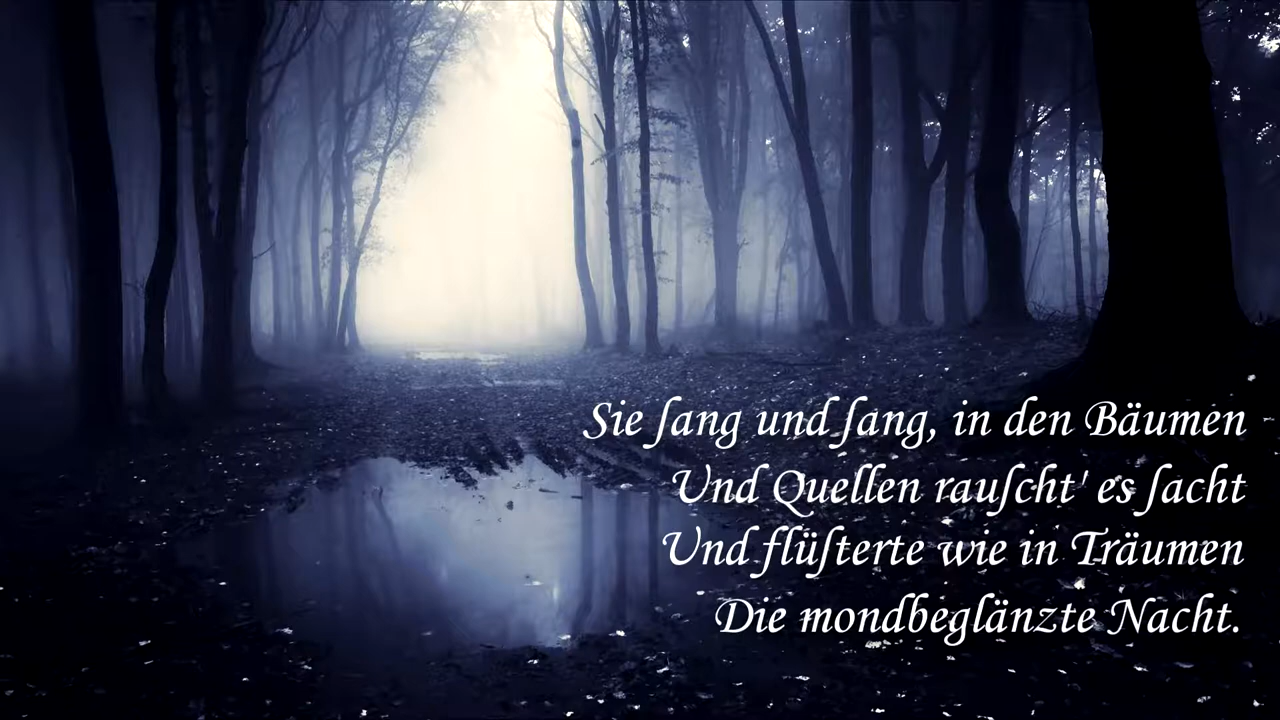 Sie ſang und ſang, in den Bäumen
Und Quellen rauſcht' es ſacht
Und flüſterte wie in Träumen
Die mondbeglänzte Nacht.